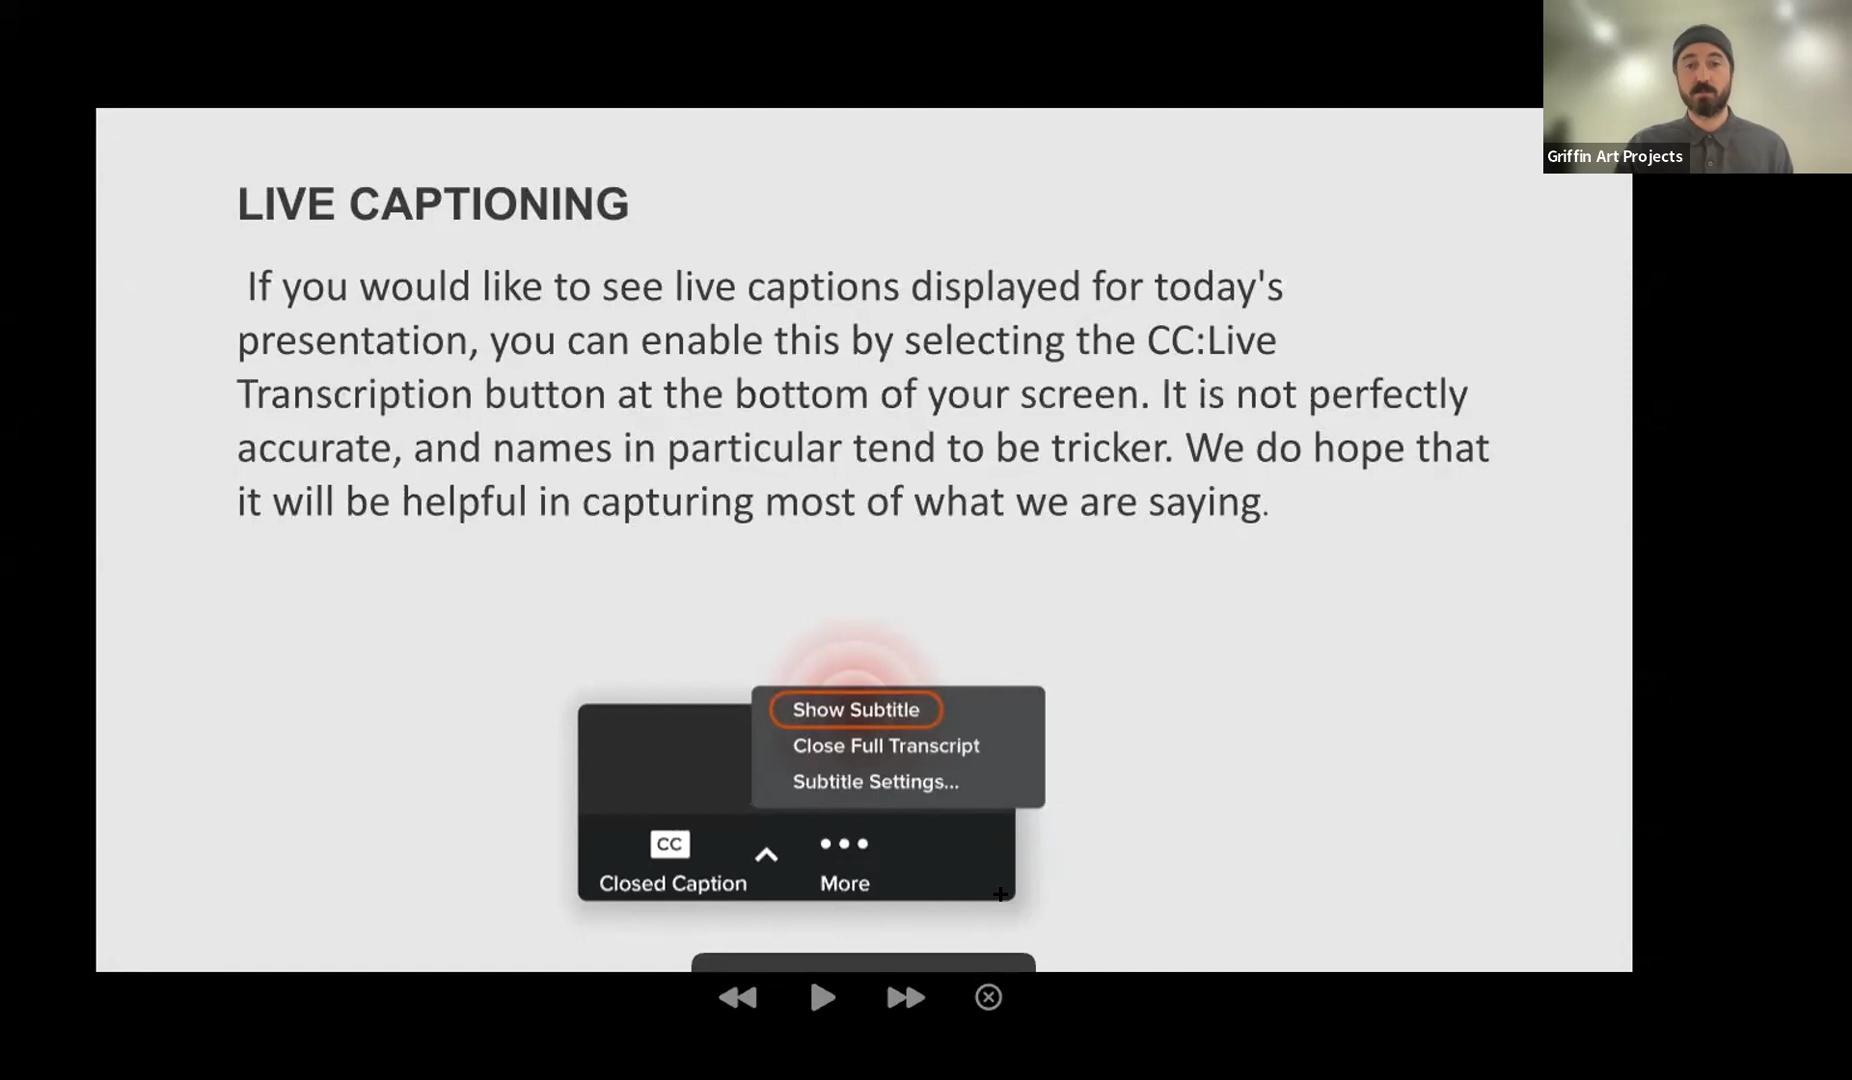 Griffin Art Projects
LIVE CAPTIONING
If you would like to see live captions displayed for today's
presentation, you can enable this by selecting the CC:Live
Transcription button at the bottom of your screen. It is not perfectly
accurate, and names in particular tend to be tricker. We do hope that
it will be helpful in capturing most of what we are saying.
Show Subtitle
Close Full Transcript
Subtitle Settings...
CC
Closed Caption
More